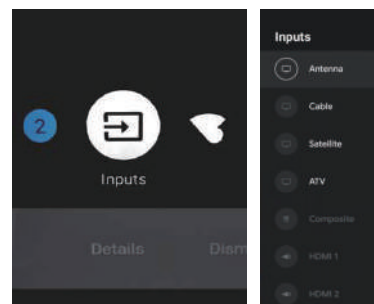 2
Inputs
Details
Dism
Inputs
Antenna
Cable
Satellite
ATV
Composite
HDMI 1
HDMI 2